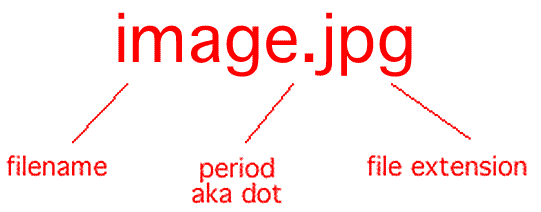 image.jpg
filename
period
aka dot
file extension